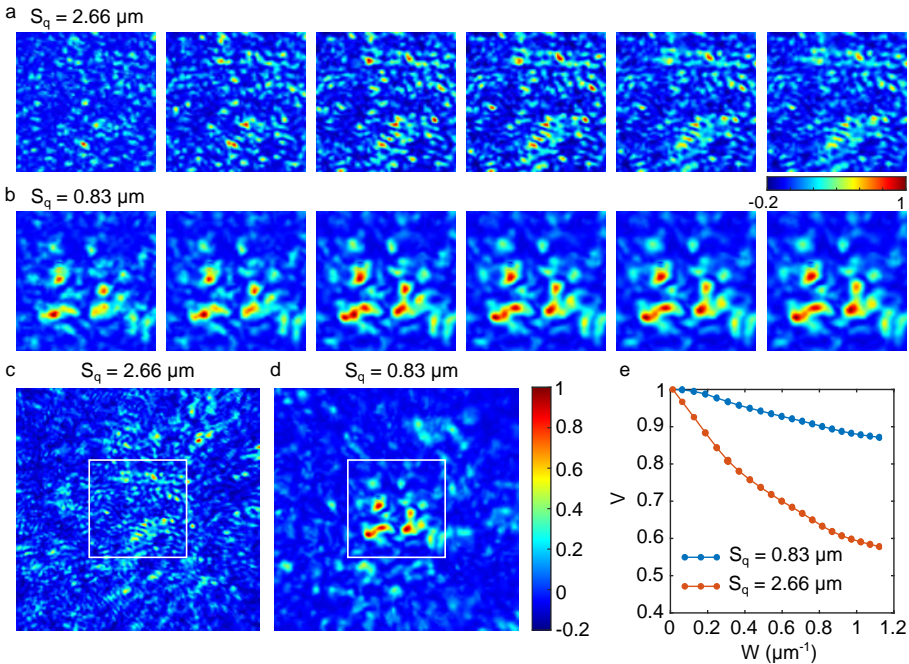 a
S_q = 2.66 µm
-0.2 1
b
S_q = 0.83 µm
c
S_q = 2.66 µm
d
S_q = 0.83 µm
1
0.8
0.6
0.4
0.2
0
-0.2
e
1
0.9
0.8
0.7
0.6
0.5
0.4
V
S_q = 0.83 µm
S_q = 2.66 µm
0 0.2 0.4 0.6 0.8 1 1.2
W (µm⁻¹)